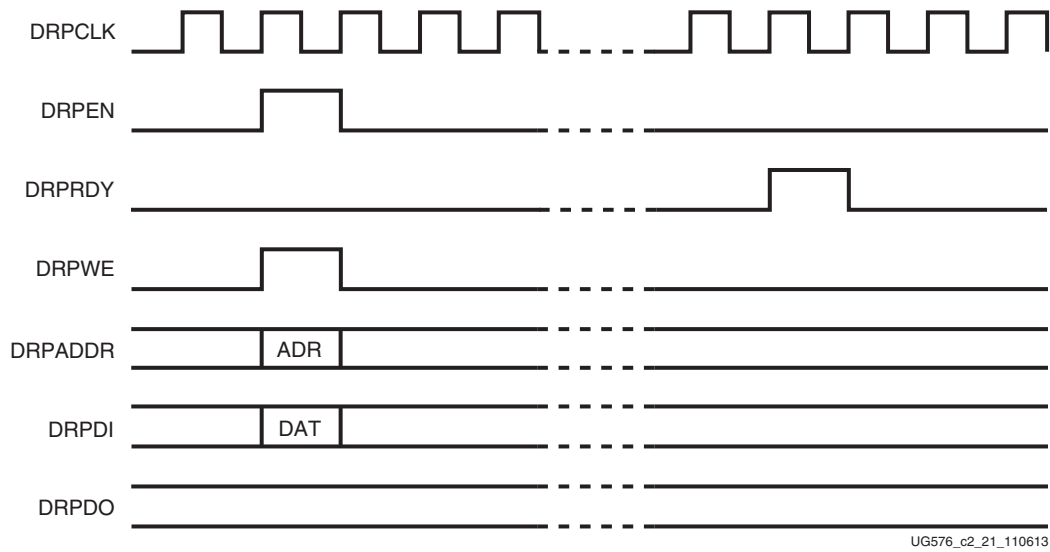 DRPCLK
DRPEN
DRPRDY
DRPWE
DRPADDR
ADR
DRPDI
DAT
DRPDO
UG576_c2_21_110613